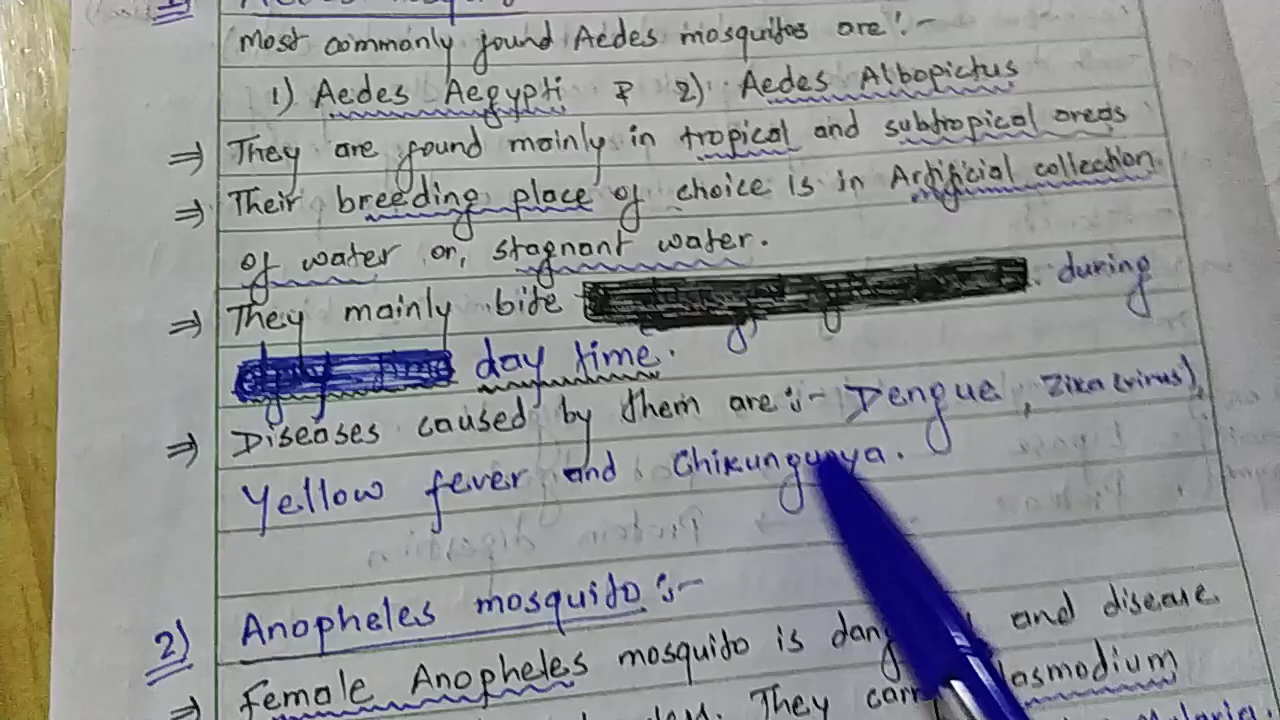 Most commonly found Aedes mosquitos are :-
1) Aedes Aegypti & 2) Aedes Albopictus
⇒ They are found mainly in tropical and subtropical areas
⇒ Their breeding place of choice is in Artificial collection
of water or, stagnant water.
⇒ They mainly bite during
day time.
⇒ Diseases caused by them are :- Dengue, Zika (virus),
Yellow fever and Chikungunya.
2) Anopheles mosquito :-
⇒ Female Anopheles mosquito is and disease
They